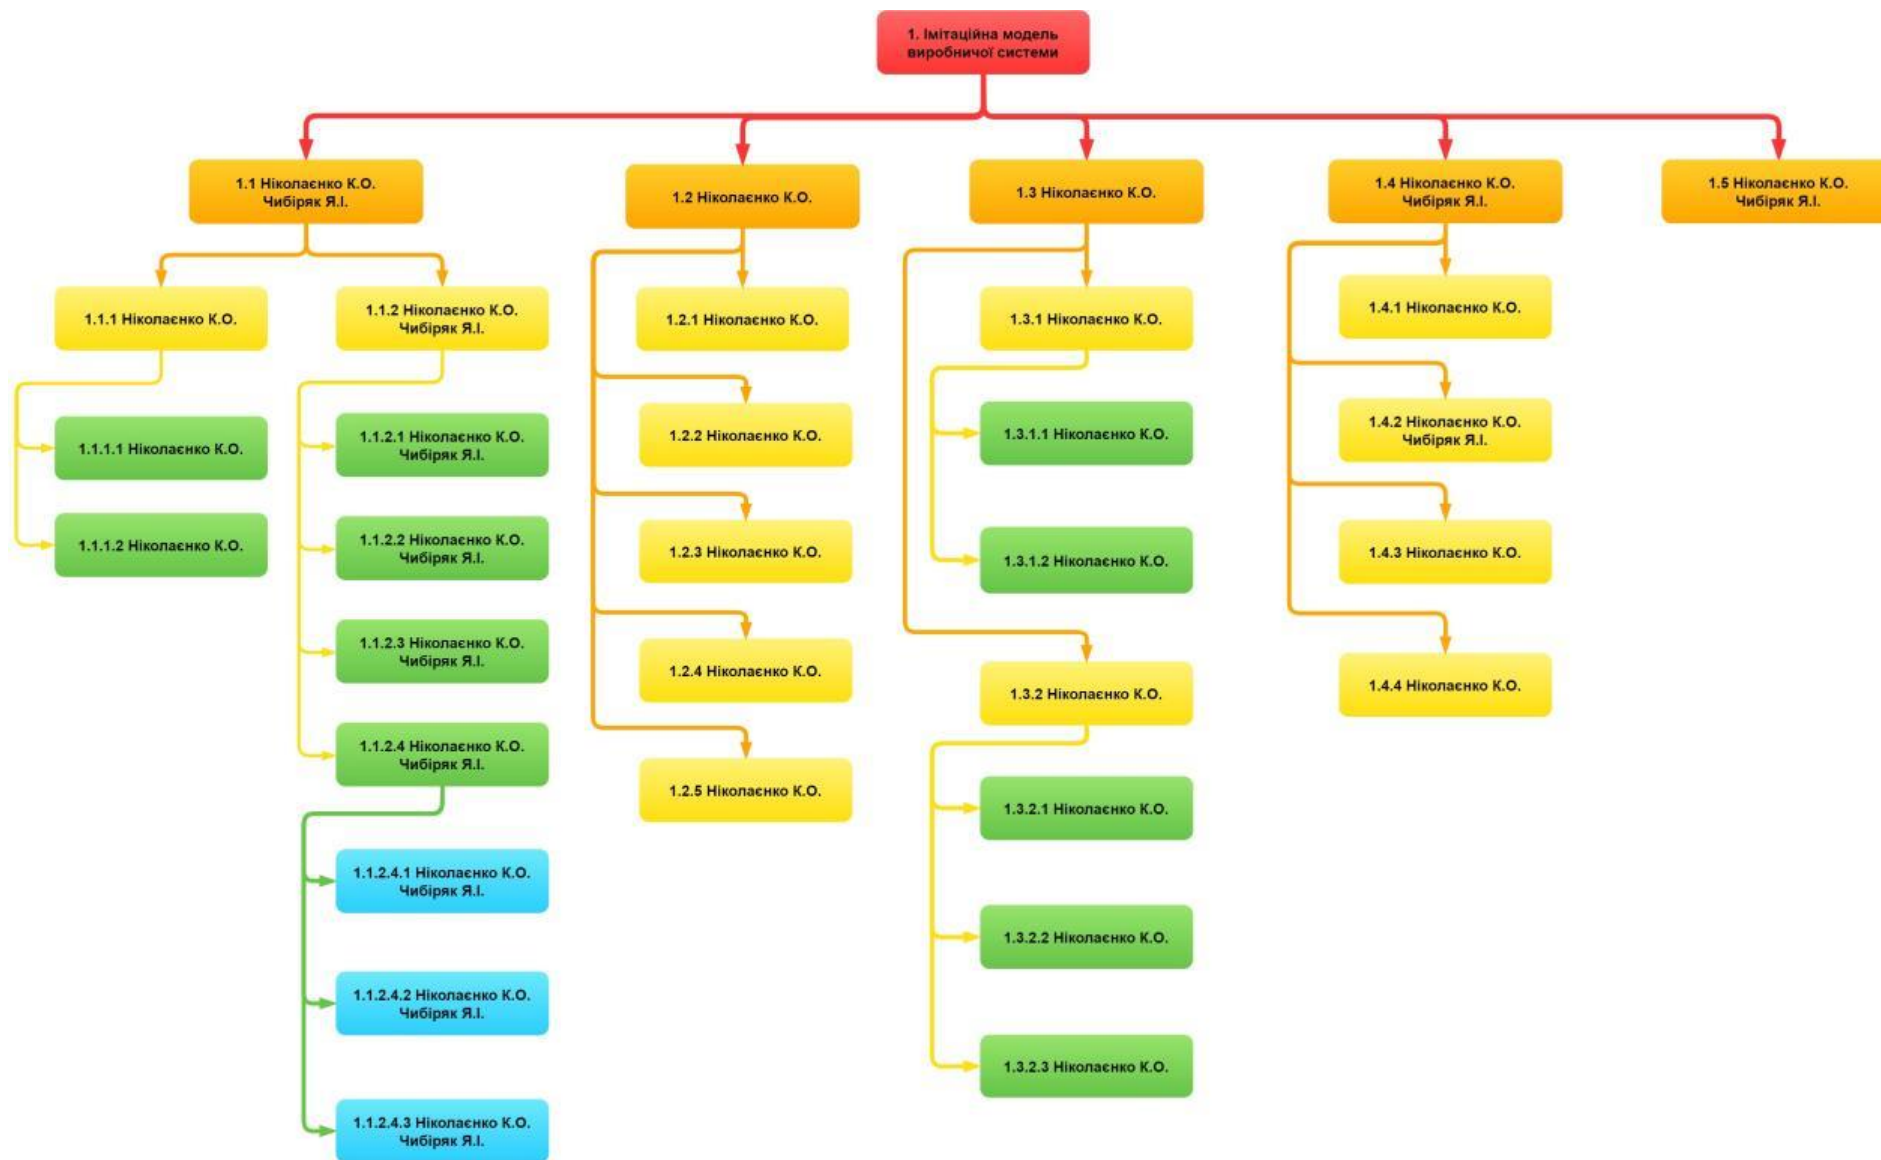 1. Імітаційна модель
виробничої системи
1.1 Ніколаєнко К.О.
Чибіряк Я.І.
1.2 Ніколаєнко К.О.
1.3 Ніколаєнко К.О.
1.4 Ніколаєнко К.О.
Чибіряк Я.І.
1.5 Ніколаєнко К.О.
Чибіряк Я.І.
1.1.1 Ніколаєнко К.О.
1.1.1.1 Ніколаєнко К.О.
1.1.1.2 Ніколаєнко К.О.
1.1.2 Ніколаєнко К.О.
Чибіряк Я.І.
1.1.2.1 Ніколаєнко К.О.
Чибіряк Я.І.
1.1.2.2 Ніколаєнко К.О.
Чибіряк Я.І.
1.1.2.3 Ніколаєнко К.О.
Чибіряк Я.І.
1.1.2.4 Ніколаєнко К.О.
Чибіряк Я.І.
1.1.2.4.1 Ніколаєнко К.О.
Чибіряк Я.І.
1.1.2.4.2 Ніколаєнко К.О.
Чибіряк Я.І.
1.1.2.4.3 Ніколаєнко К.О.
Чибіряк Я.І.
1.2.1 Ніколаєнко К.О.
1.2.2 Ніколаєнко К.О.
1.2.3 Ніколаєнко К.О.
1.2.4 Ніколаєнко К.О.
1.2.5 Ніколаєнко К.О.
1.3.1 Ніколаєнко К.О.
1.3.1.1 Ніколаєнко К.О.
1.3.1.2 Ніколаєнко К.О.
1.3.2 Ніколаєнко К.О.
1.3.2.1 Ніколаєнко К.О.
1.3.2.2 Ніколаєнко К.О.
1.3.2.3 Ніколаєнко К.О.
1.4.1 Ніколаєнко К.О.
1.4.2 Ніколаєнко К.О.
Чибіряк Я.І.
1.4.3 Ніколаєнко К.О.
1.4.4 Ніколаєнко К.О.